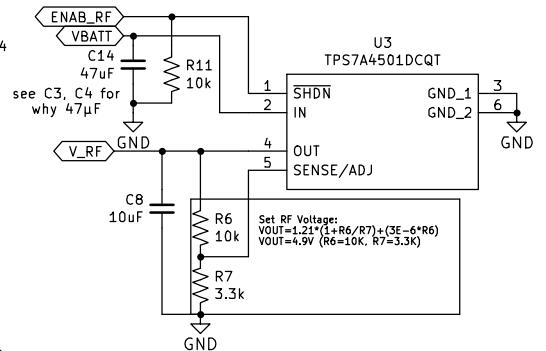 ENAB_RF
VBATT
4
C14
47uF
R11
10k
see C3, C4 for
why 47µF
GND
U3
TPS7A4501DCQT
1
SHDN
2
IN
GND_1
3
GND_2
6
GND
V_RF
4
OUT
5
SENSE/ADJ
C8
10uF
R6
10k
Set RF Voltage:
VOUT=1.21*(1+R6/R7)+(3E-6*R6)
VOUT=4.9V (R6=10K, R7=3.3K)
R7
3.3k
GND